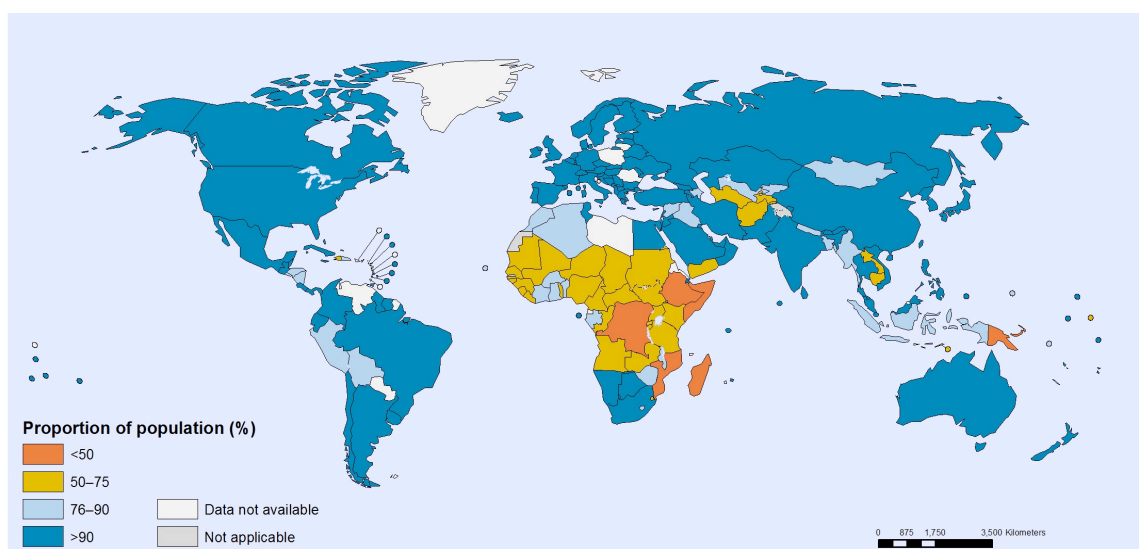 Proportion of population (%)
<50
50–75
76–90
>90
Data not available
Not applicable
0 875 1,750 3,500 Kilometers